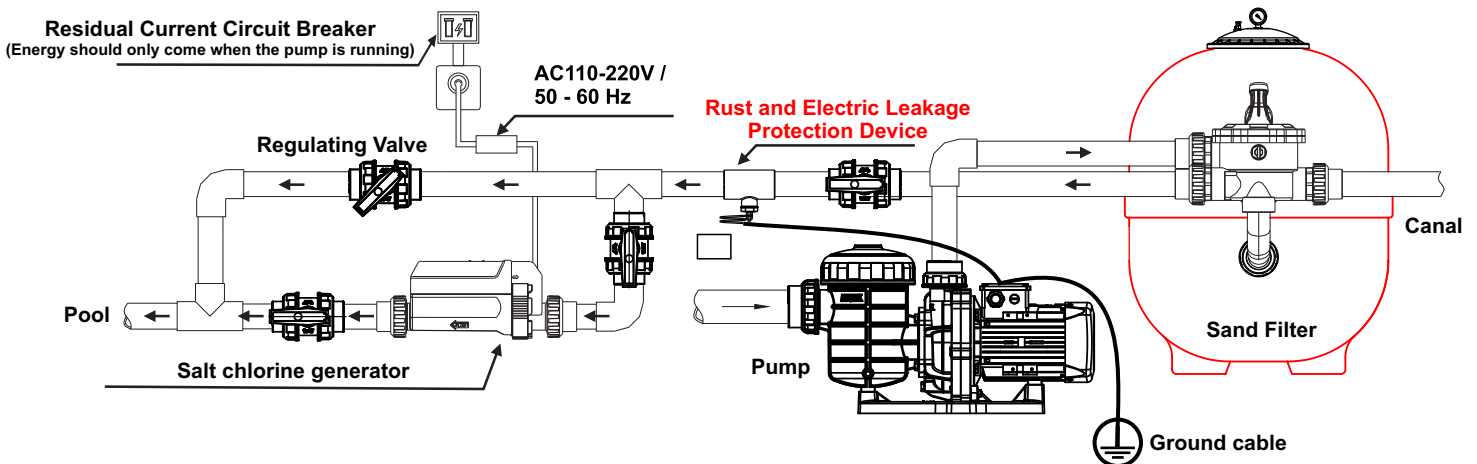 Residual Current Circuit Breaker
(Energy should only come when the pump is running)
AC110-220V /
50 - 60 Hz
Rust and Electric Leakage
Protection Device
Regulating Valve
Canal
Pool
Sand Filter
Pump
Salt chlorine generator
Ground cable